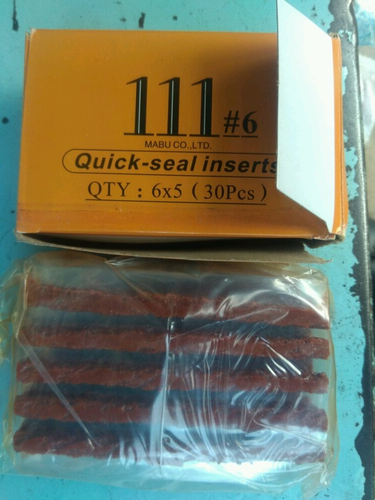 111 #6
MABU CO.,LTD.
Quick-seal inserts
QTY : 6x5 ( 30Pcs )